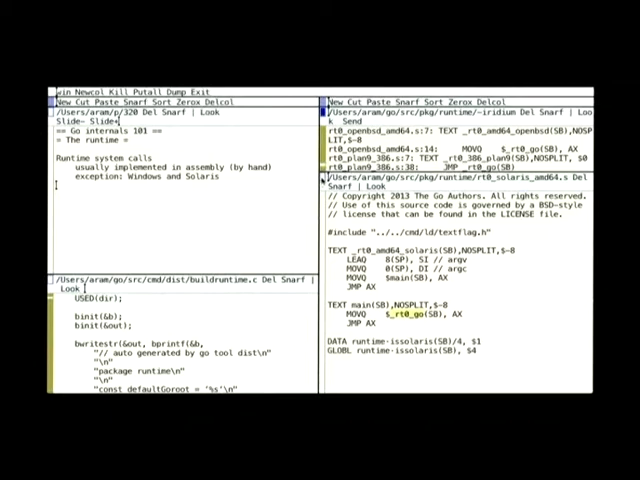 win Newcol Kill Putall Dump Exit
New Cut Paste Snarf Sort Zerox Delcol
/Users/aram/p/320 Del Snarf | Look
Slide- Slide+
== Go internals 101 ==
= The runtime =
Runtime system calls
usually implemented in assembly (by hand)
exception: Windows and Solaris
/Users/aram/go/src/cmd/dist/buildruntime.c Del Snarf |
Look
USED(dir);
binit(&b);
binit(&out);
bwritestr(&out, bprintf(&b,
"// auto generated by go tool dist\n"
"\n"
"package runtime\n"
"\n"
"const defaultGoroot = `%s`\n"
New Cut Paste Snarf Sort Zerox Delcol
/Users/aram/go/src/pkg/runtime/-iridium Del Snarf | Loo
k Send
rt0_openbsd_amd64.s:7: TEXT _rt0_amd64_openbsd(SB),NOSP
LIT,$-8
rt0_openbsd_amd64.s:14: MOVQ $_rt0_go(SB), AX
rt0_plan9_386.s:7: TEXT _rt0_386_plan9(SB),NOSPLIT, $0
rt0_plan9_386.s:38: JMP _rt0_go(SB)
/Users/aram/go/src/pkg/runtime/rt0_solaris_amd64.s Del
Snarf | Look
// Copyright 2013 The Go Authors. All rights reserved.
// Use of this source code is governed by a BSD-style
// license that can be found in the LICENSE file.
#include "../../cmd/ld/textflag.h"
TEXT _rt0_amd64_solaris(SB),NOSPLIT,$-8
LEAQ 8(SP), SI // argv
MOVQ 0(SP), DI // argc
MOVQ $main(SB), AX
JMP AX
TEXT main(SB),NOSPLIT,$-8
MOVQ $_rt0_go(SB), AX
JMP AX
DATA runtime·issolaris(SB)/4, $1
GLOBL runtime·issolaris(SB), $4